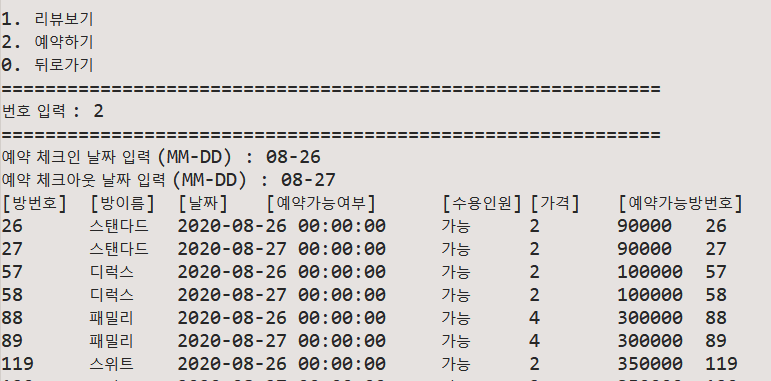 1. 리뷰보기
2. 예약하기
0. 뒤로가기
============================================================
번호 입력 : 2
============================================================
예약 체크인 날짜 입력 (MM-DD) : 08-26
예약 체크아웃 날짜 입력 (MM-DD) : 08-27
[방번호] [방이름] [날짜] [예약가능여부] [수용인원] [가격] [예약가능방번호]
26 스탠다드 2020-08-26 00:00:00 가능 2 90000 26
27 스탠다드 2020-08-27 00:00:00 가능 2 90000 27
57 디럭스 2020-08-26 00:00:00 가능 2 100000 57
58 디럭스 2020-08-27 00:00:00 가능 2 100000 58
88 패밀리 2020-08-26 00:00:00 가능 4 300000 88
89 패밀리 2020-08-27 00:00:00 가능 4 300000 89
119 스위트 2020-08-26 00:00:00 가능 2 350000 119